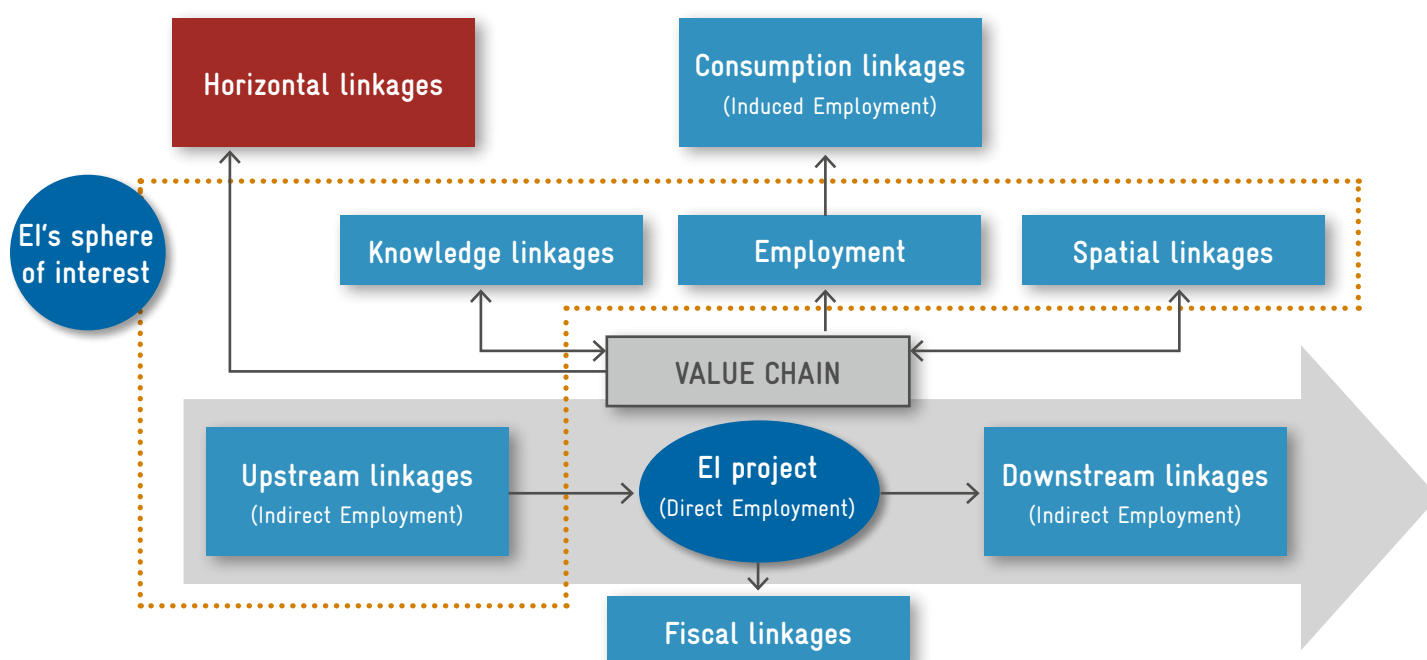 Horizontal linkages
Consumption linkages
(Induced Employment)
EI's sphere
of interest
Knowledge linkages
Employment
Spatial linkages
VALUE CHAIN
Upstream linkages
(Indirect Employment)
EI project
(Direct Employment)
Downstream linkages
(Indirect Employment)
Fiscal linkages